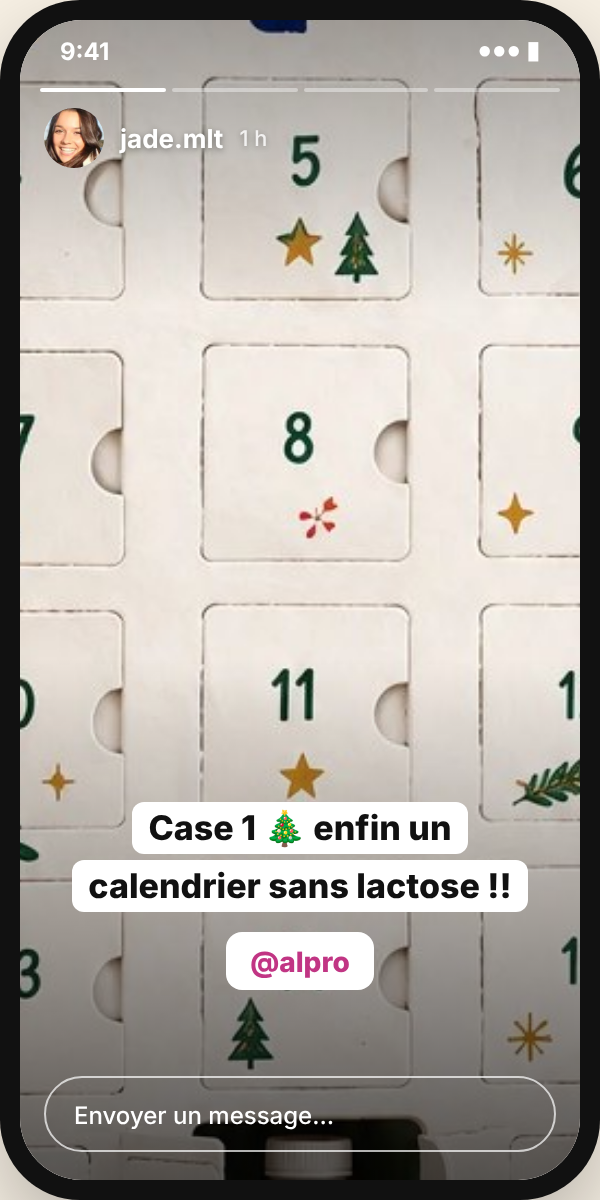 9:41
jade.mlt 1 h
5
8
11
Case 1 🎄 enfin un
calendrier sans lactose !!
@alpro
Envoyer un message...